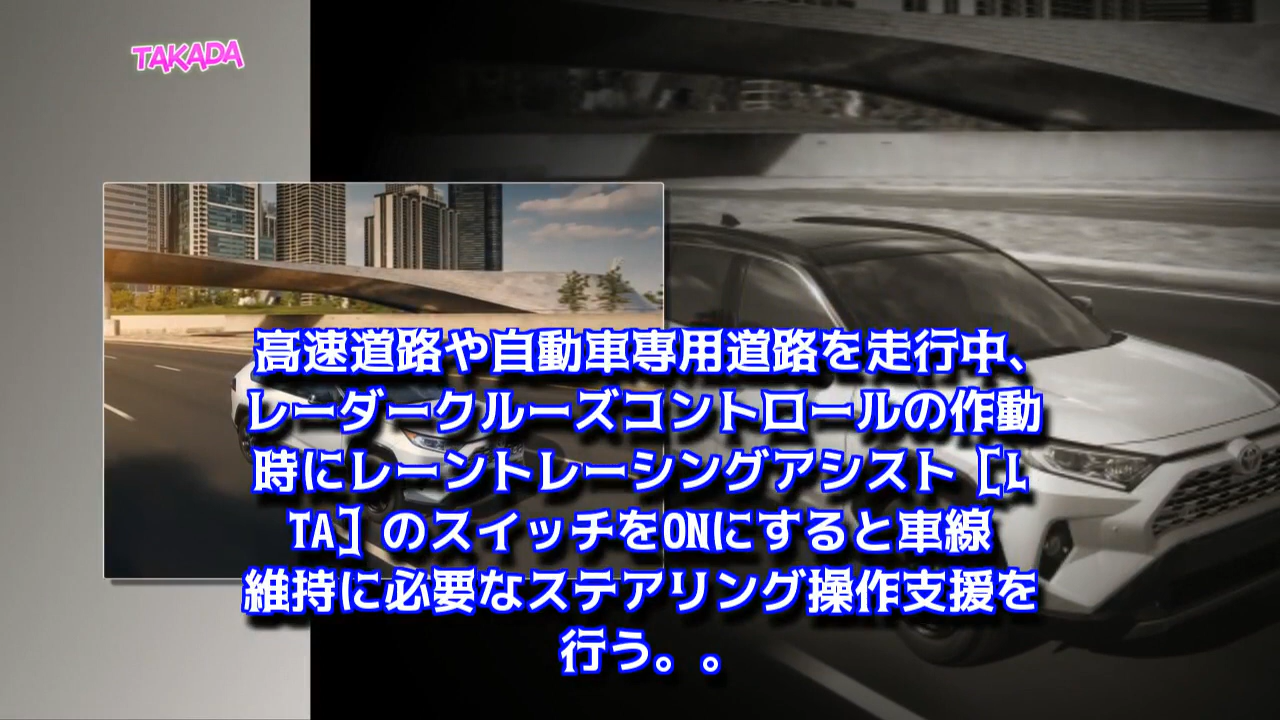 TAKADA
高速道路や自動車専用道路を走行中、
レーダークルーズコントロールの作動
時にレーントレーシングアシスト［L
TA］のスイッチをONにすると車線
維持に必要なステアリング操作支援を
行う。。